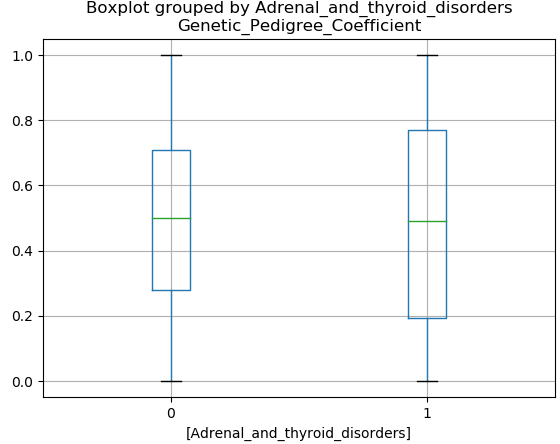 Boxplot grouped by Adrenal_and_thyroid_disorders
Genetic_Pedigree_Coefficient
1.0
0.8
0.6
0.4
0.2
0.0
0 1
[Adrenal_and_thyroid_disorders]